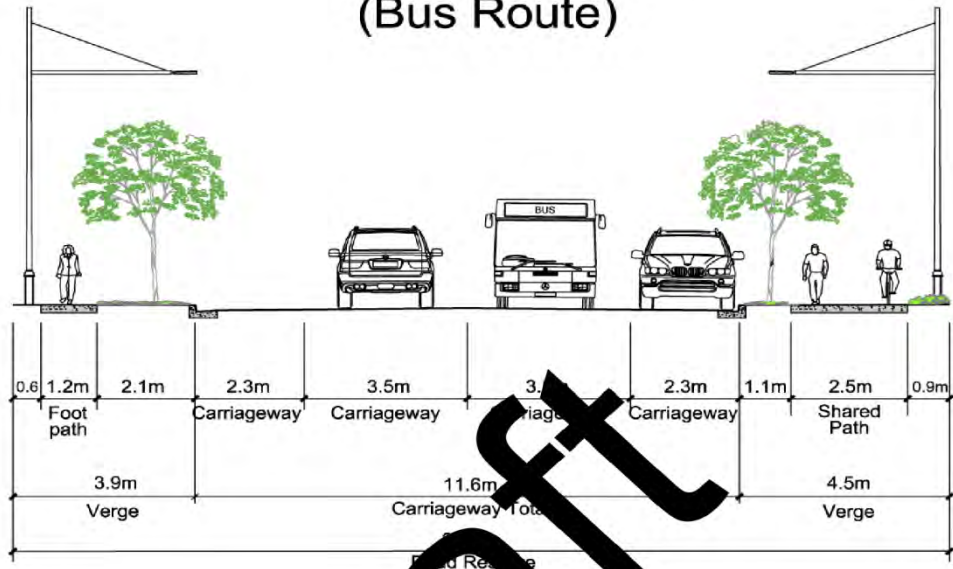 (Bus Route)
BUS
0.6 1.2m 2.1m 2.3m 3.5m 2.3m 1.1m 2.5m 0.9m
Foot path Carriageway Carriageway Carriageway Shared Path
3.9m 11.6m 4.5m
Verge Carriageway Verge